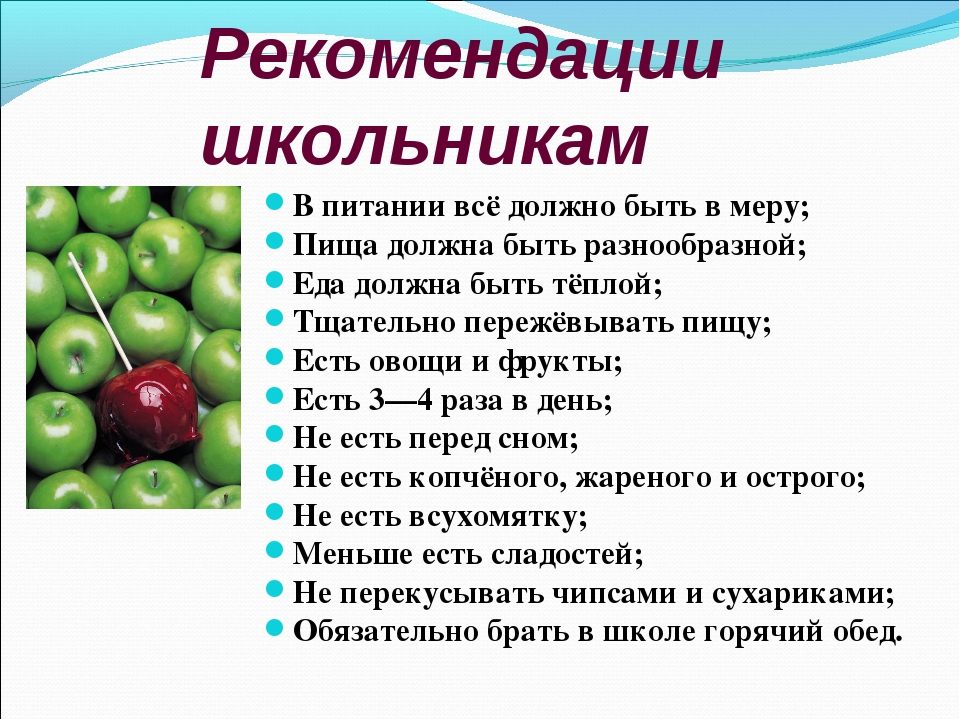 Рекомендации
школьникам
В питании всё должно быть в меру;
Пища должна быть разнообразной;
Еда должна быть тёплой;
Тщательно пережёвывать пищу;
Есть овощи и фрукты;
Есть 3—4 раза в день;
Не есть перед сном;
Не есть копчёного, жареного и острого;
Не есть всухомятку;
Меньше есть сладостей;
Не перекусывать чипсами и сухариками;
Обязательно брать в школе горячий обед.